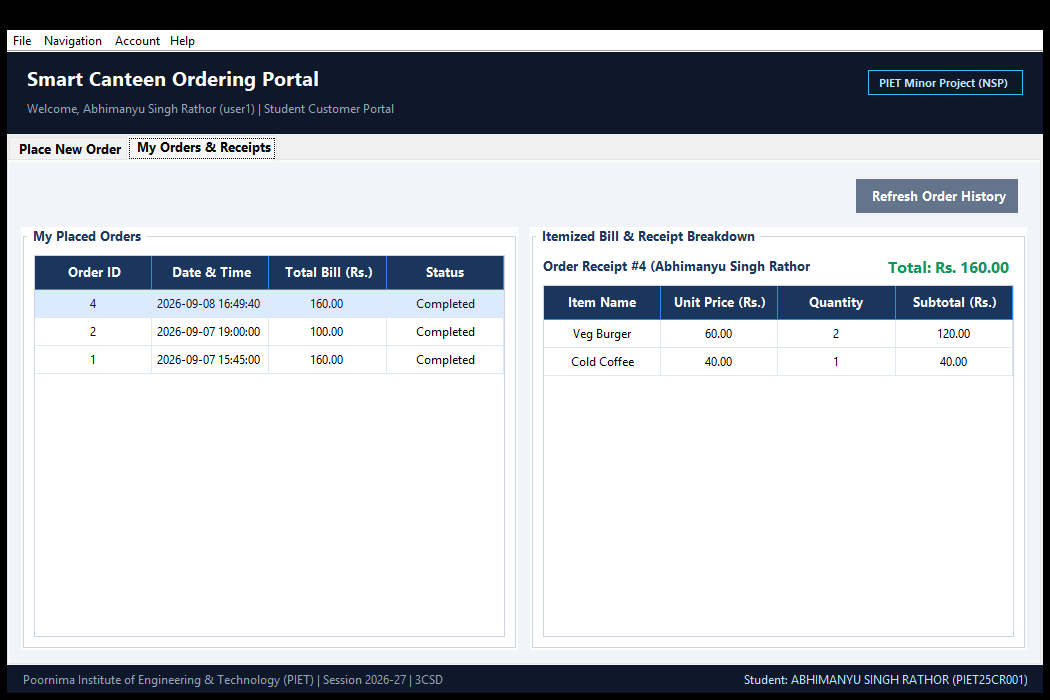 File Navigation Account Help
Smart Canteen Ordering Portal
PIET Minor Project (NSP)
Welcome, Abhimanyu Singh Rathor (user1) | Student Customer Portal
Place New Order My Orders & Receipts
Refresh Order History
My Placed Orders
Order ID Date & Time Total Bill (Rs.) Status
4 2026-09-08 16:49:40 160.00 Completed
2 2026-09-07 19:00:00 100.00 Completed
1 2026-09-07 15:45:00 160.00 Completed
Itemized Bill & Receipt Breakdown
Order Receipt #4 (Abhimanyu Singh Rathor
Total: Rs. 160.00
Item Name Unit Price (Rs.) Quantity Subtotal (Rs.)
Veg Burger 60.00 2 120.00
Cold Coffee 40.00 1 40.00
Poornima Institute of Engineering & Technology (PIET) | Session 2026-27 | 3CSD
Student: ABHIMANYU SINGH RATHOR (PIET25CR001)